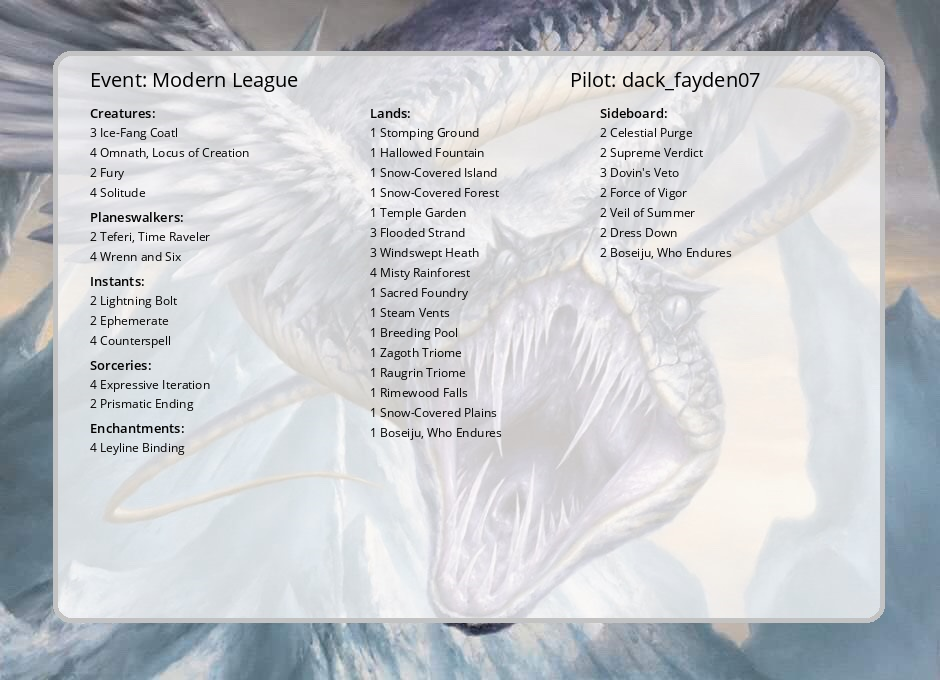 Event: Modern League
Pilot: dack_fayden07
Creatures:
3 Ice-Fang Coatl
4 Omnath, Locus of Creation
2 Fury
4 Solitude
Planeswalkers:
2 Teferi, Time Raveler
4 Wrenn and Six
Instants:
2 Lightning Bolt
2 Ephemerate
4 Counterspell
Sorceries:
4 Expressive Iteration
2 Prismatic Ending
Enchantments:
4 Leyline Binding
Lands:
1 Stomping Ground
1 Hallowed Fountain
1 Snow-Covered Island
1 Snow-Covered Forest
1 Temple Garden
3 Flooded Strand
3 Windswept Heath
4 Misty Rainforest
1 Sacred Foundry
1 Steam Vents
1 Breeding Pool
1 Zagoth Triome
1 Raugrin Triome
1 Rimewood Falls
1 Snow-Covered Plains
1 Boseiju, Who Endures
Sideboard:
2 Celestial Purge
2 Supreme Verdict
3 Dovin's Veto
2 Force of Vigor
2 Veil of Summer
2 Dress Down
2 Boseiju, Who Endures